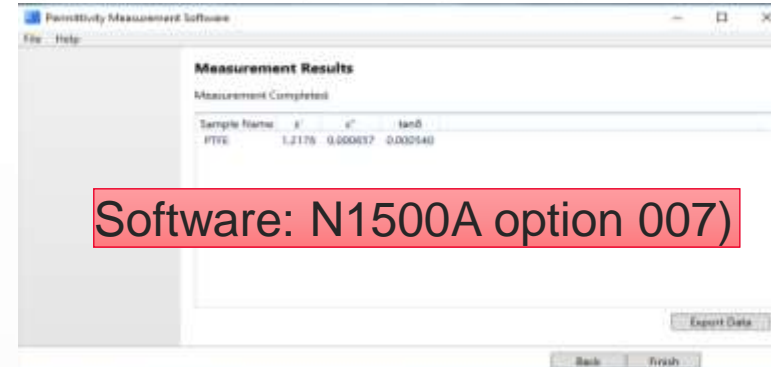 Permittivity Measurement Software
File Help
Measurement Results
Measurement Completed
Sample Name ε' ε" tanδ
PTFE 1.2176 0.000657 0.000540
Software: N1500A option 007)
Export Data
Back Finish